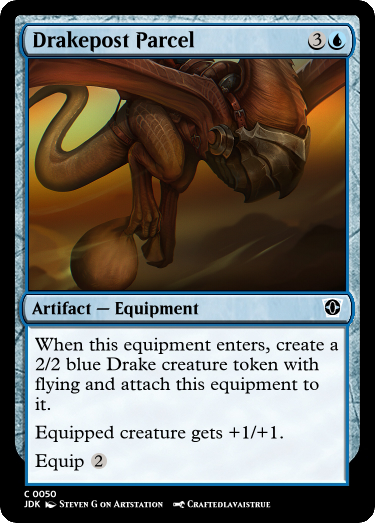 Drakepost Parcel 3
Artifact — Equipment
When this equipment enters, create a
2/2 blue Drake creature token with
flying and attach this equipment to
it.
Equipped creature gets +1/+1.
Equip 2
C 0050
JDK Steven G on Artstation Craftedlavaistrue